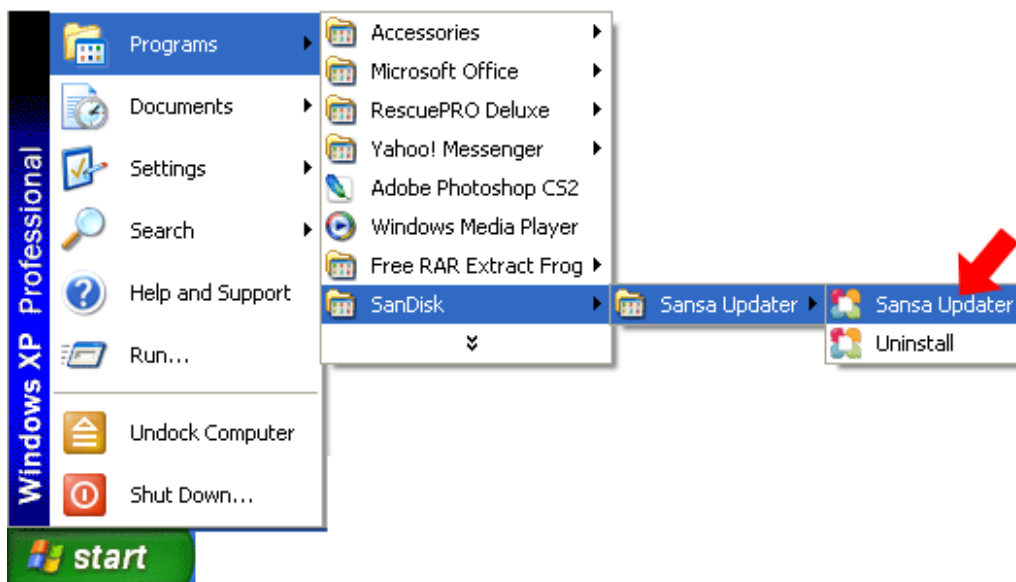 Windows XP Professional
Programs
Documents
Settings
Search
Help and Support
Run...
Undock Computer
Shut Down...
start
Accessories
Microsoft Office
RescuePRO Deluxe
Yahoo! Messenger
Adobe Photoshop CS2
Windows Media Player
Free RAR Extract Frog
SanDisk
Sansa Updater
Sansa Updater
Uninstall